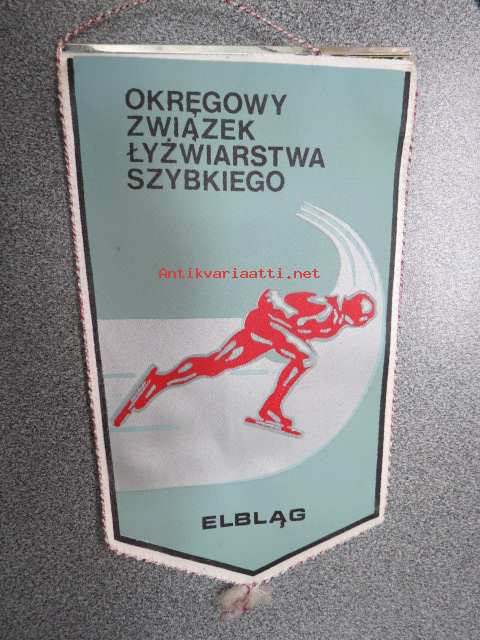 OKRĘGOWY
ZWIĄZEK
ŁYŻWIARSTWA
SZYBKIEGO
Antikvariaatti.net
ELBLĄG